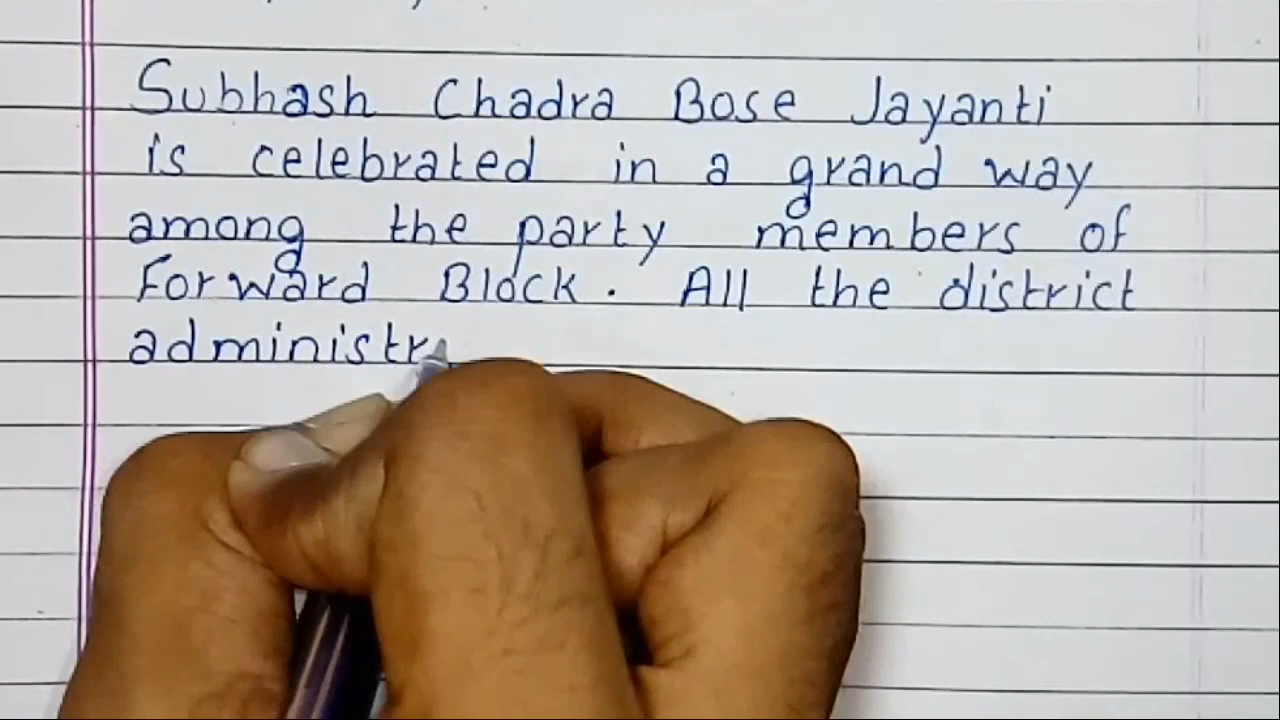 Subhash Chadra Bose Jayanti
is celebrated in a grand way
among the party members of
Forward Block. All the district
administr